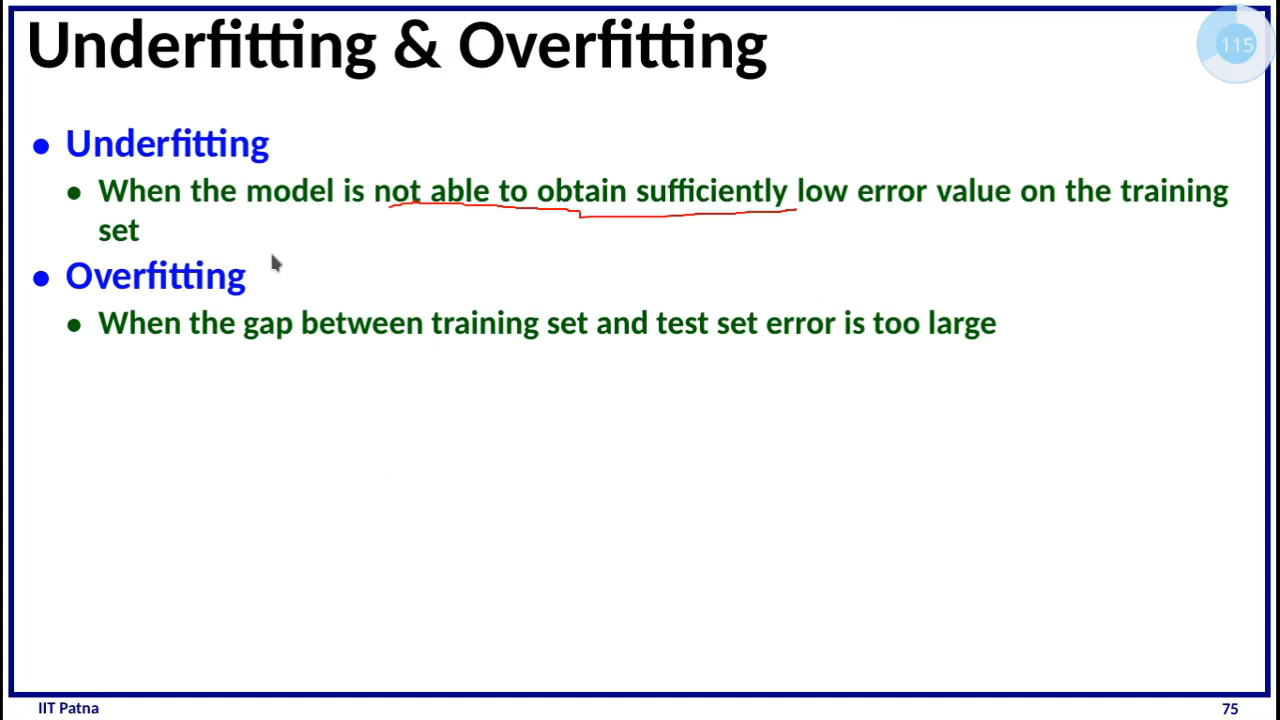 Underfitting & Overfitting
115
• Underfitting
• When the model is not able to obtain sufficiently low error value on the training
set
• Overfitting
• When the gap between training set and test set error is too large
IIT Patna
75